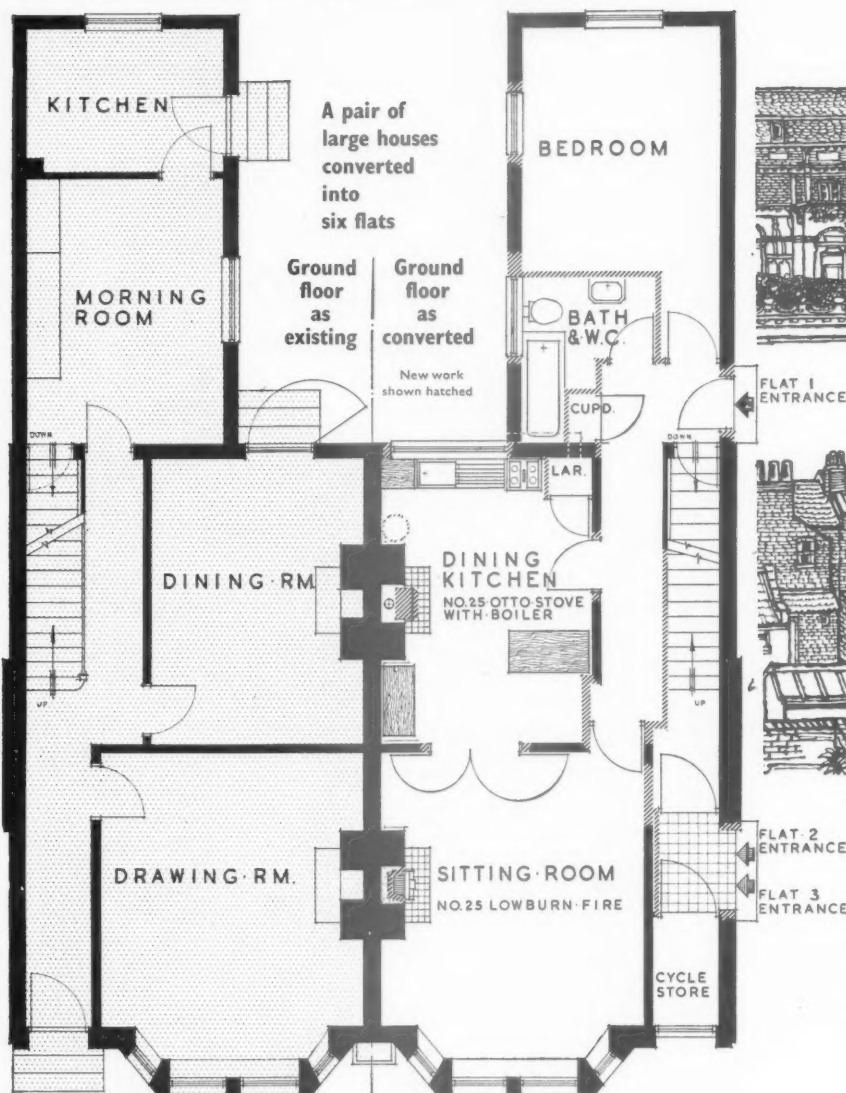 KITCHEN
A pair of
large houses
converted
into
six flats
BEDROOM
MORNING
ROOM
Ground
floor
as
existing
Ground
floor
as
converted
New work
shown hatched
BATH
& W.C.
CUPD.
FLAT 1
ENTRANCE
DOWN
DOWN
LAR.
DINING·RM.
DINING
KITCHEN
NO.25·OTTO·STOVE
WITH·BOILER
UP
UP
DRAWING·RM.
SITTING·ROOM
NO.25 LOWBURN·FIRE
FLAT·2
ENTRANCE
FLAT 3
ENTRANCE
CYCLE
STORE